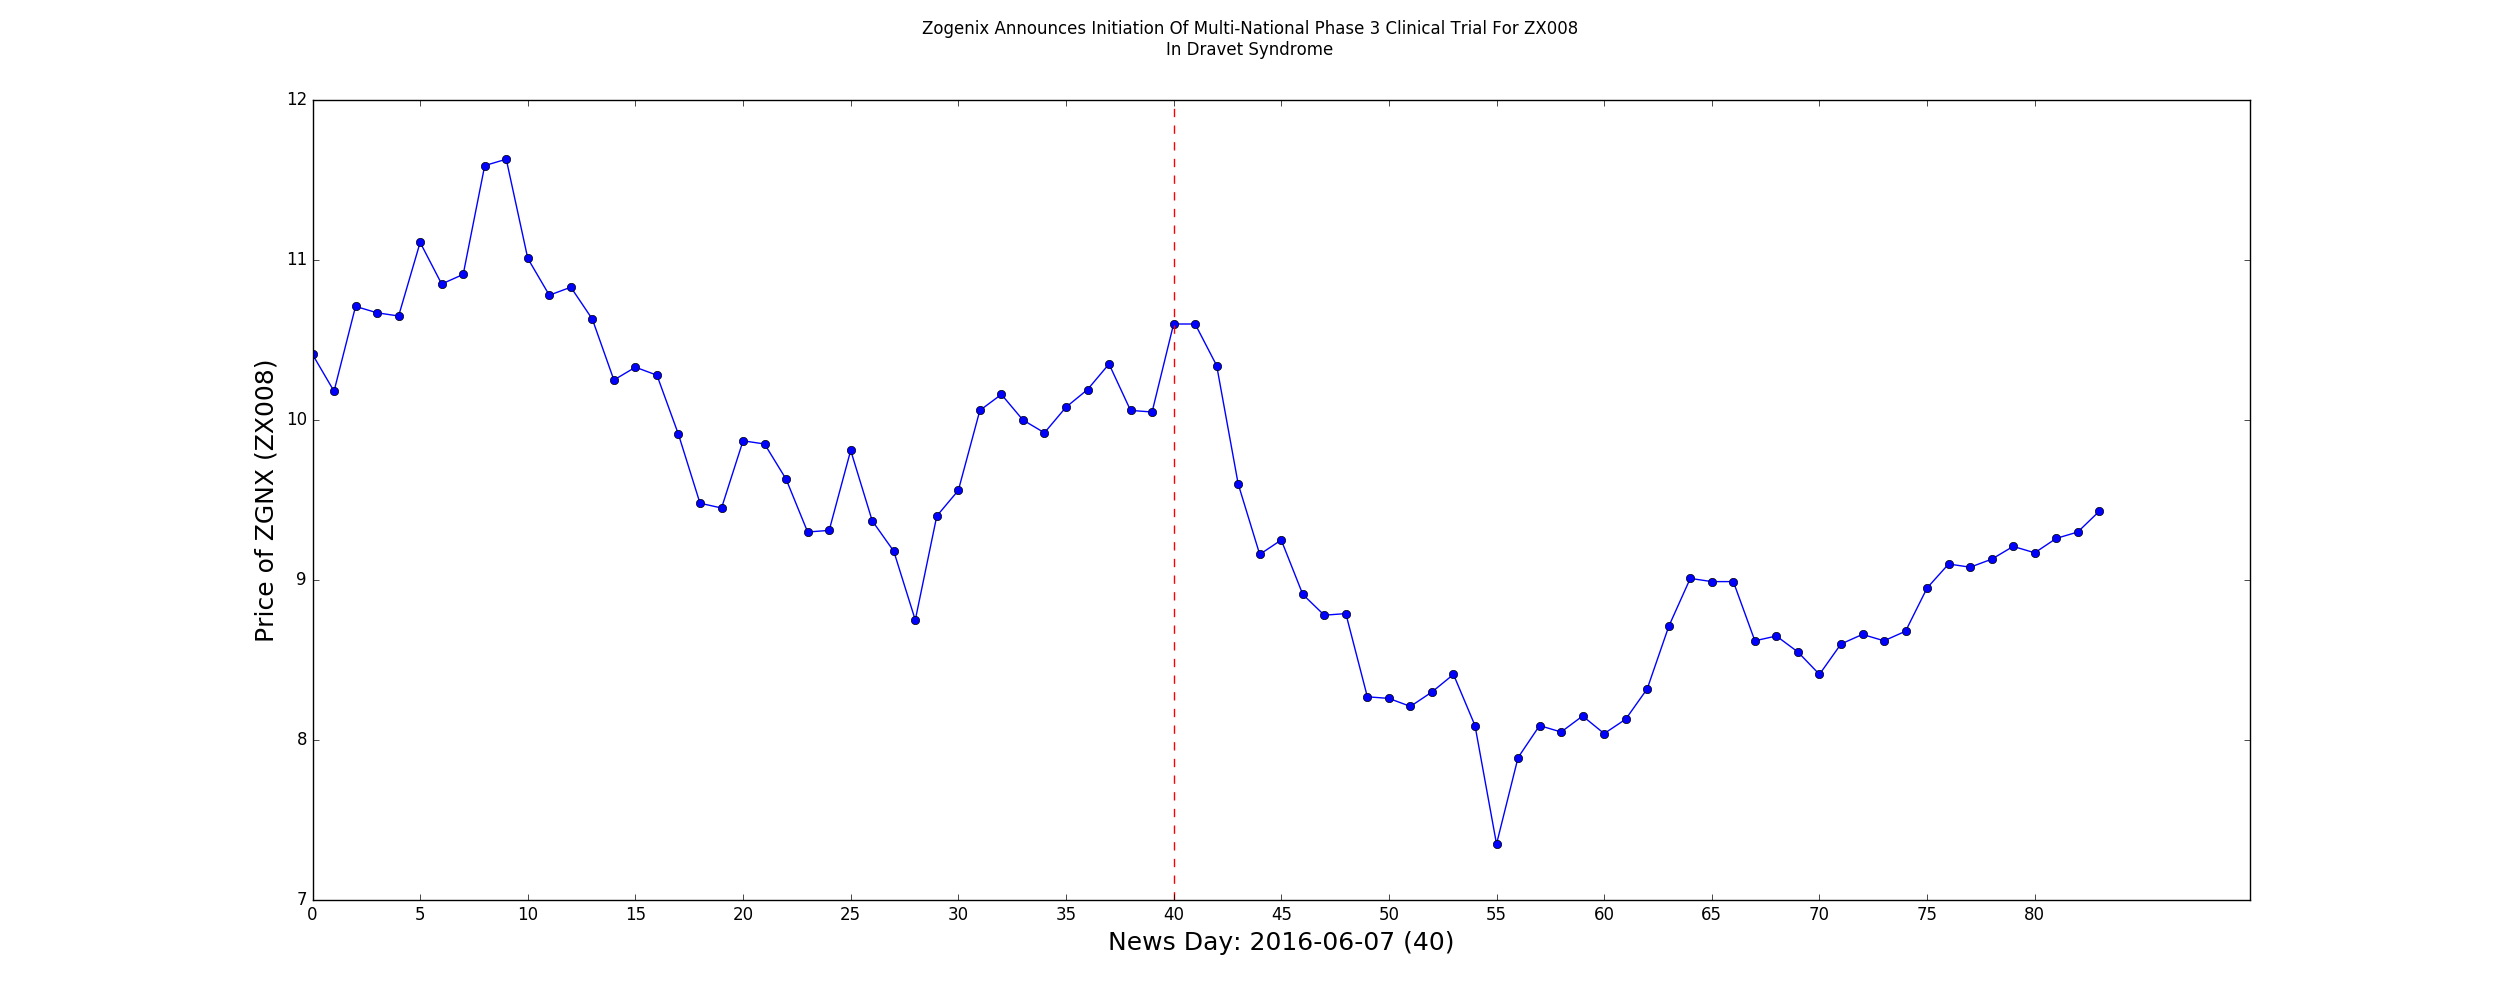 Zogenix Announces Initiation Of Multi-National Phase 3 Clinical Trial For ZX008
In Dravet Syndrome
Price of ZGNX (ZX008)
12
11
10
9
8
7
0 5 10 15 20 25 30 35 40 45 50 55 60 65 70 75 80
News Day: 2016-06-07 (40)